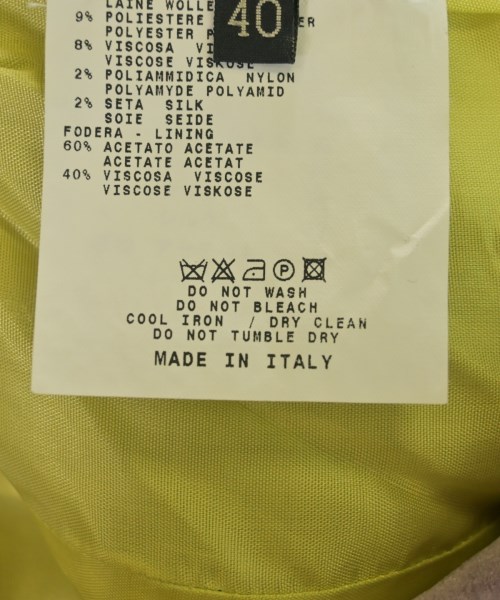 40
LAINE WOLLE
9% POLIESTERE
POLYESTER
8% VISCOSA
VISCOSE VISKOSE
2% POLIAMMIDICA NYLON
POLYAMYDE POLYAMID
2% SETA SILK
SOIE SEIDE
FODERA - LINING
60% ACETATO ACETATE
ACETATE ACETAT
40% VISCOSA VISCOSE
VISCOSE VISKOSE
P
DO NOT WASH
DO NOT BLEACH
COOL IRON / DRY CLEAN
DO NOT TUMBLE DRY
MADE IN ITALY